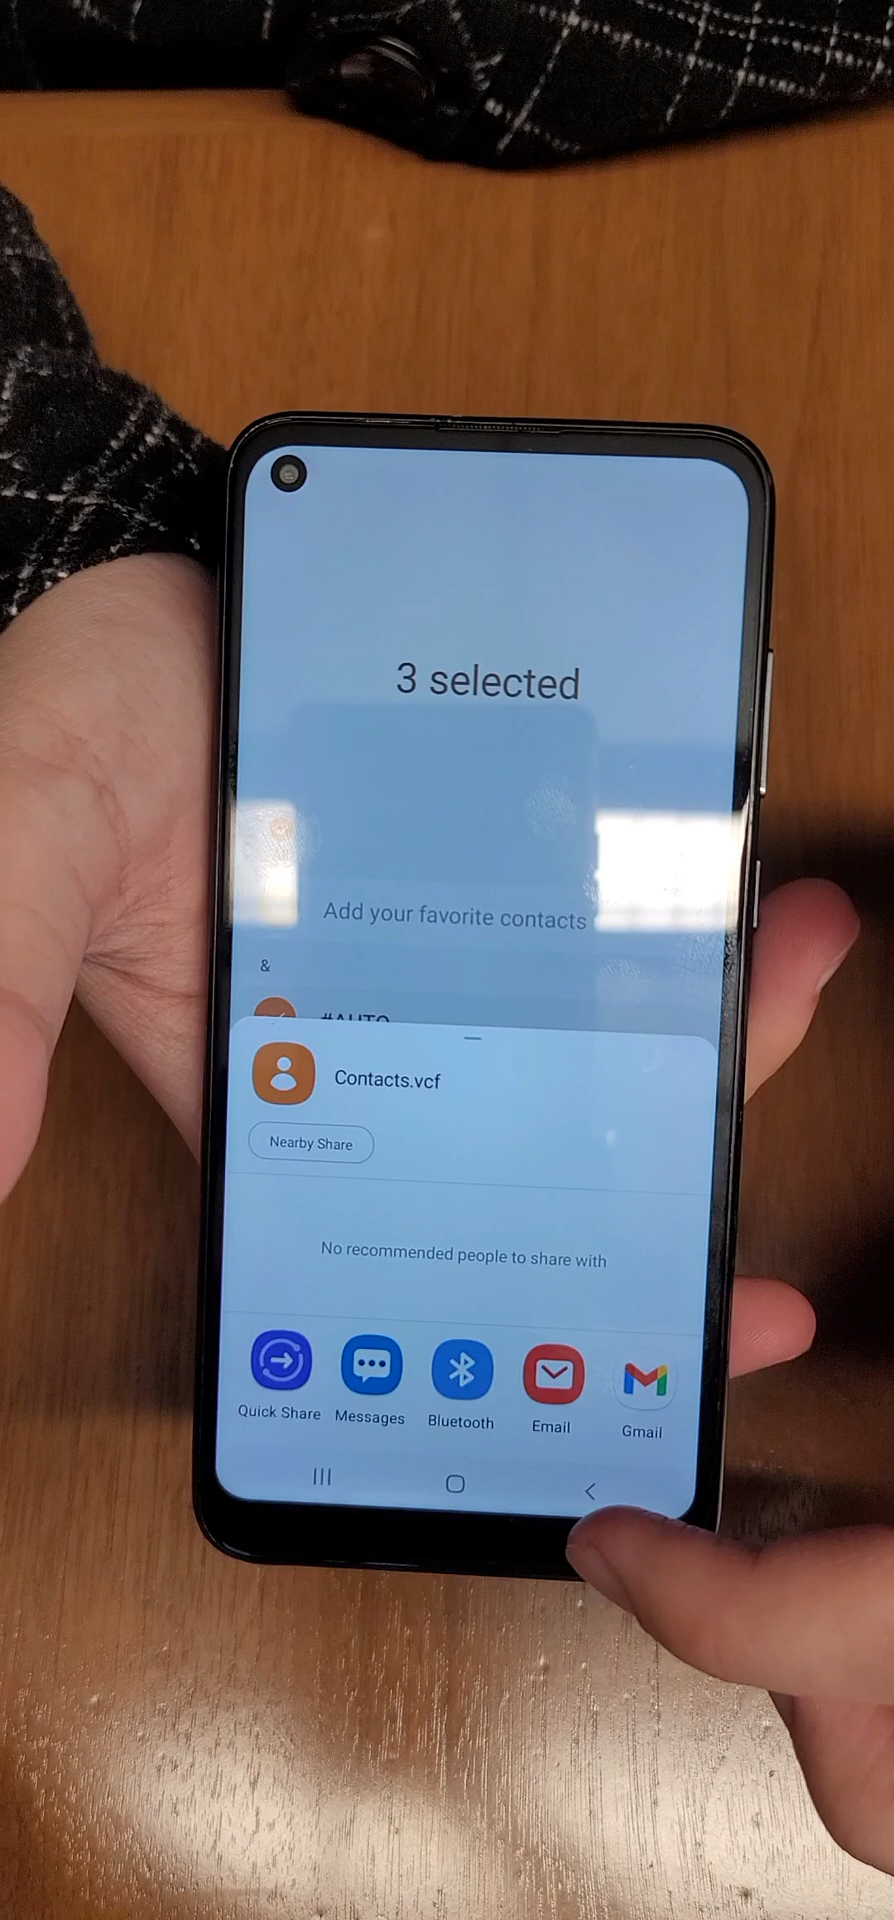 3 selected
Add your favorite contacts
&
#AUTO
Contacts.vcf
Nearby Share
No recommended people to share with
Quick Share
Messages
Bluetooth
Email
Gmail